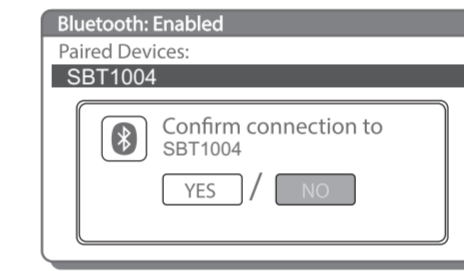 Bluetooth: Enabled
Paired Devices:
SBT1004
Confirm connection to
SBT1004
YES / NO